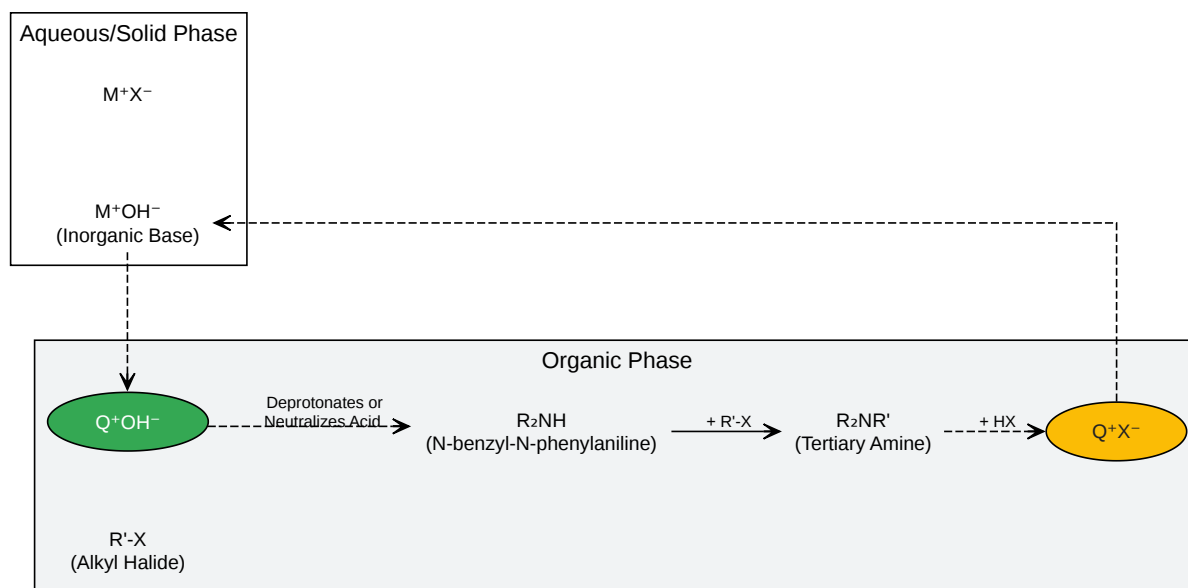 Aqueous/Solid Phase
M⁺X⁻
M⁺OH⁻
(Inorganic Base)
Organic Phase
Q⁺OH⁻
Deprotonates or
Neutralizes Acid
R₂NH
(N-benzyl-N-phenylaniline)
+ R'-X
R₂NR'
(Tertiary Amine)
+ HX
Q⁺X⁻
R'-X
(Alkyl Halide)